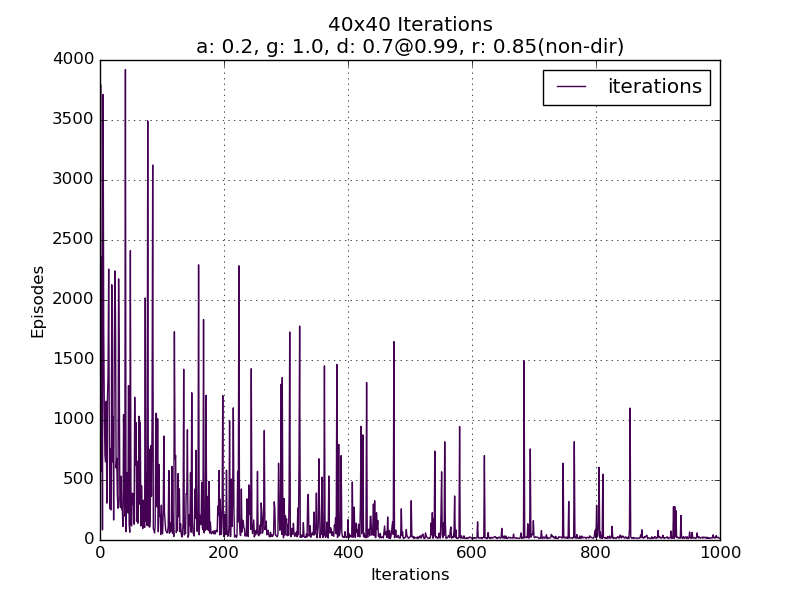 40x40 Iterations
a: 0.2, g: 1.0, d: 0.7@0.99, r: 0.85(non-dir)
iterations
4000
3500
3000
2500
2000
1500
1000
500
0
Episodes
0 200 400 600 800 1000
Iterations